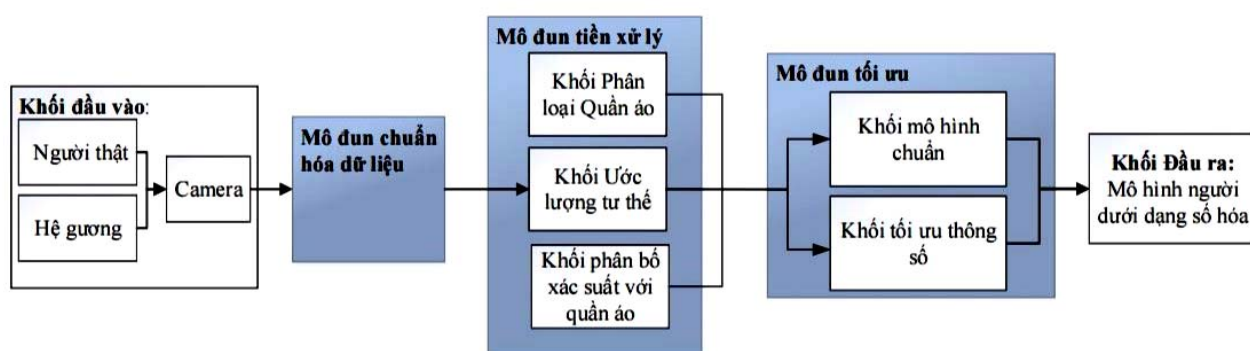 Khối đầu vào:
Người thật
Hệ gương
Camera
Mô đun chuẩn
hóa dữ liệu
Mô đun tiền xử lý
Khối Phân
loại Quần áo
Khối Ước
lượng tư thế
Khối phân bố
xác suất với
quần áo
Mô đun tối ưu
Khối mô hình
chuẩn
Khối tối ưu thông
số
Khối Đầu ra:
Mô hình người
dưới dạng số hóa